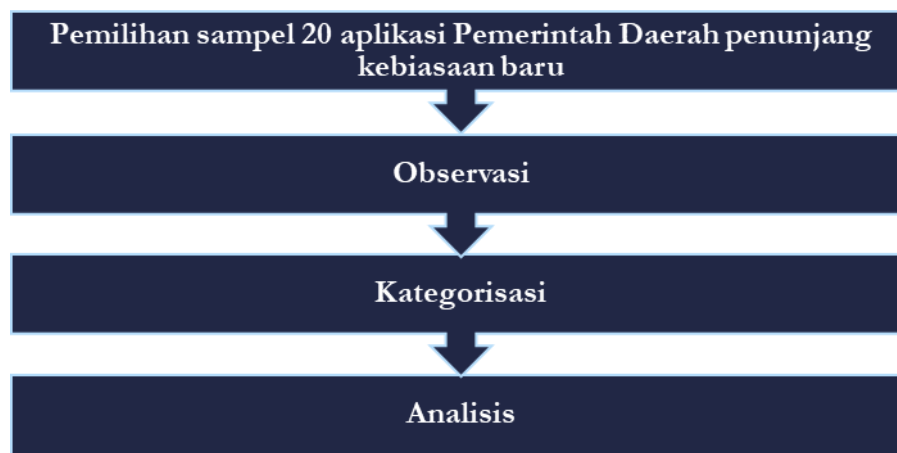 Pemilihan sampel 20 aplikasi Pemerintah Daerah penunjang
kebiasaan baru
Observasi
Kategorisasi
Analisis